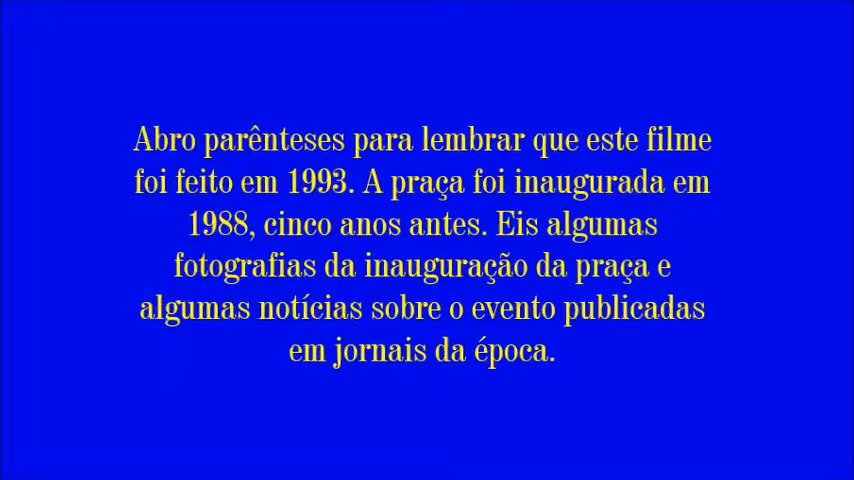 Abro parênteses para lembrar que este filme
foi feito em 1993. A praça foi inaugurada em
1988, cinco anos antes. Eis algumas
fotografias da inauguração da praça e
algumas notícias sobre o evento publicadas
em jornais da época.